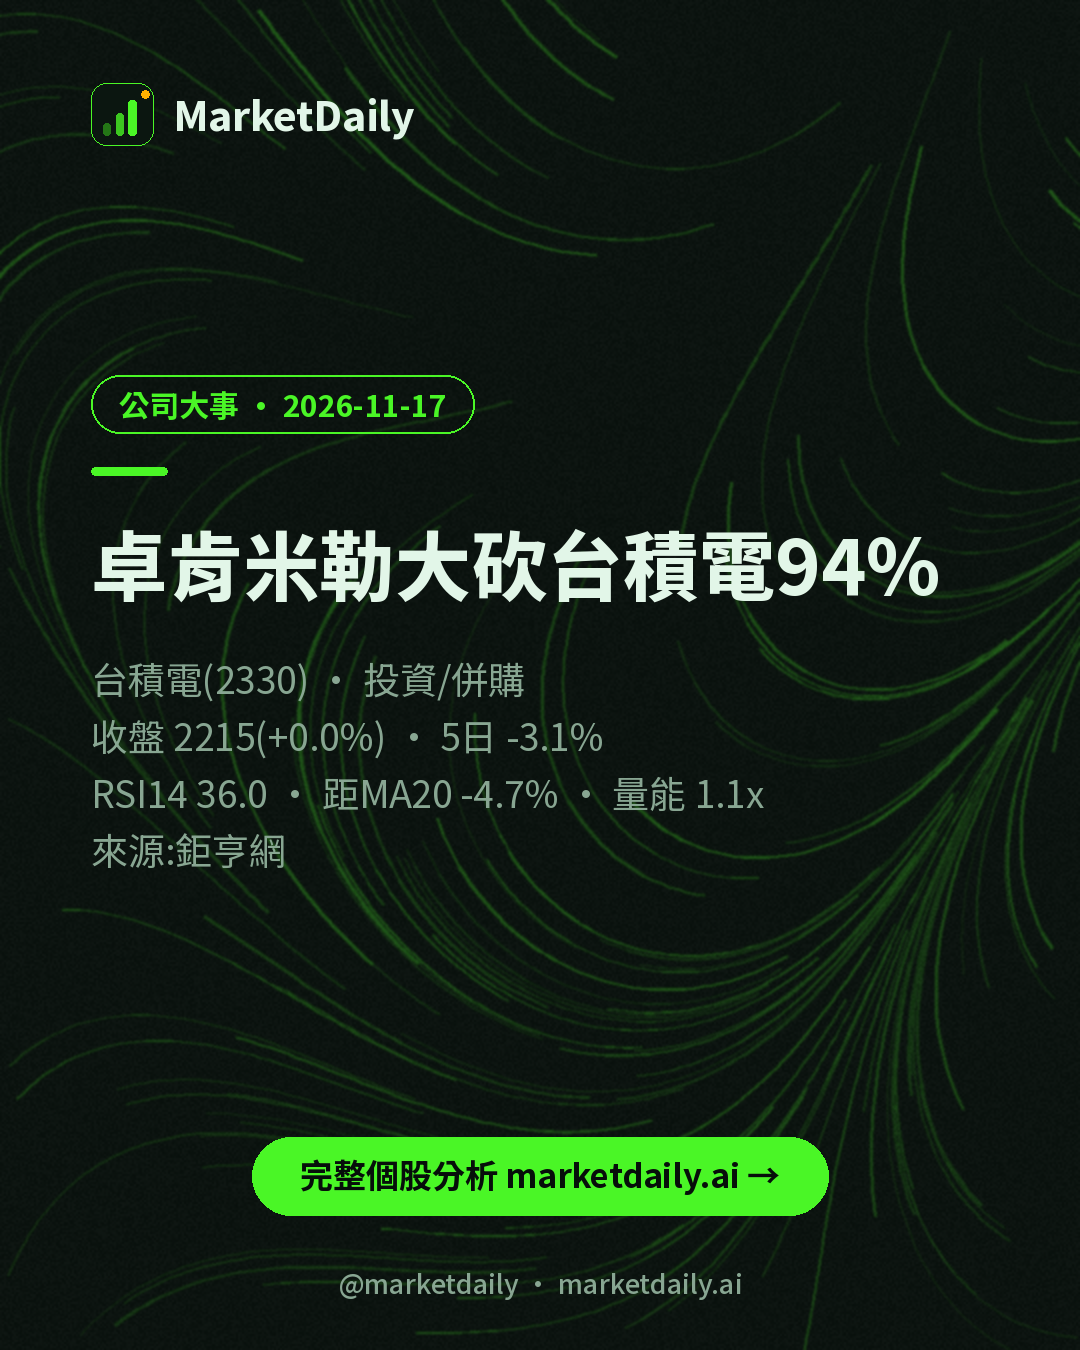 MarketDaily
公司大事 • 2026-11-17
卓肯米勒大砍台積電94%
台積電(2330) • 投資/併購
收盤 2215(+0.0%) • 5日 -3.1%
RSI14 36.0 • 距MA20 -4.7% • 量能 1.1x
來源:鉅亨網
完整個股分析 marketdaily.ai →
@marketdaily • marketdaily.ai